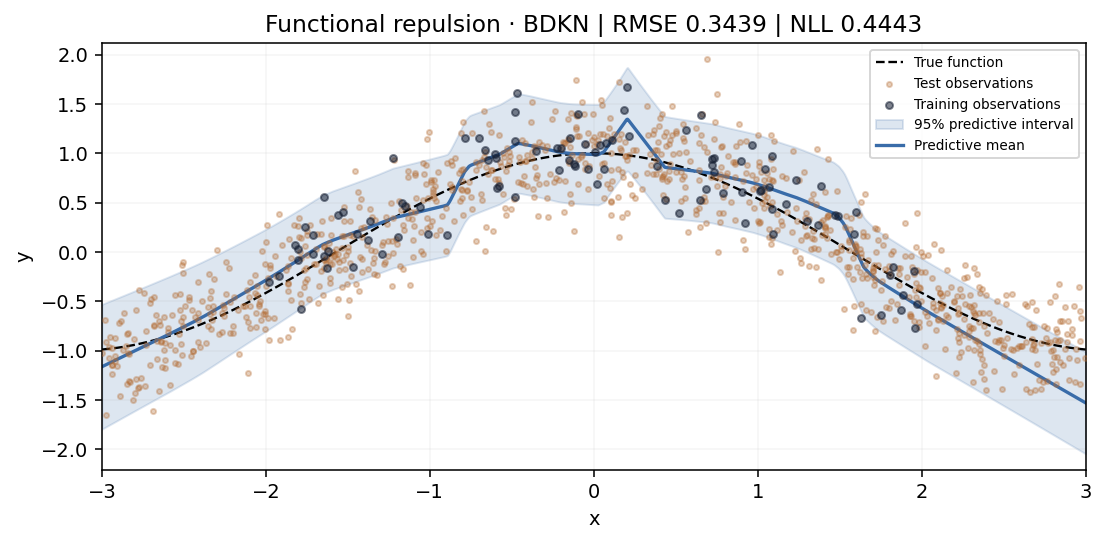 Functional repulsion · BDKN | RMSE 0.3439 | NLL 0.4443
True function
Test observations
Training observations
95% predictive interval
Predictive mean
2.0
1.5
1.0
0.5
0.0
−0.5
−1.0
−1.5
−2.0
y
−3
−2
−1
0
1
2
3
x